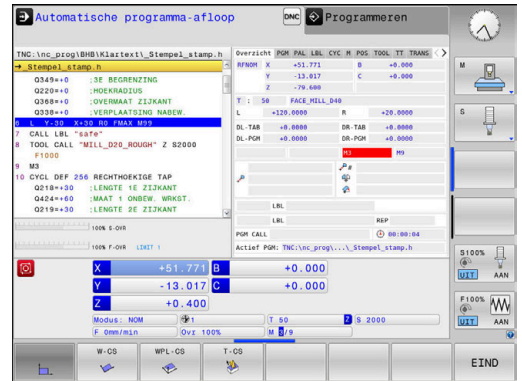 Automatische programma-afloop
DNC
Programmeren
TNC:\nc_prog\BHB\Klartext\_Stempel_stamp.h
→_Stempel_stamp.h
Q349=+0 ;3E BEGRENZING
Q220=+0 ;HOEKRADIUS
Q368=+0 ;OVERMAAT ZIJKANT
Q338=+0 ;VERPLAATSING NABEW.
6 L Y-30 X+30 R0 FMAX M99
7 CALL LBL "safe"
8 TOOL CALL "MILL_D20_ROUGH" Z S2000
F1000
9 M3
10 CYCL DEF 256 RECHTHOEKIGE TAP
Q218=+30 ;LENGTE 1E ZIJKANT
Q424=+60 ;MAAT 1 ONBEW. WRKST.
Q219=+30 ;LENGTE 2E ZIJKANT
100% S-OVR
100% F-OVR LIMIT 1
Overzicht PGM PAL LBL CYC M POS TOOL TT TRANS
RFNOM X +51.771 B +0.000
Y -13.017 C +0.000
Z -79.600
T : 50 FACE_MILL_D40
L +120.0000 R +20.0000
DL-TAB +0.0000 DR-TAB +0.0000
DL-PGM +0.0000 DR-PGM +0.0000
M3 M9
LBL
LBL REP
PGM CALL 00:00:04
Actief PGM: TNC:\nc_prog\...\_Stempel_stamp.h
X +51.771 B +0.000
Y -13.017 C +0.000
Z +0.400
Modus: NOM 1 T 50 Z S 2000
F 0mm/min Ovr 100% M 3/9
M
S
S100%
UIT AAN
F100%
UIT AAN
W-CS WPL-CS T-CS EIND